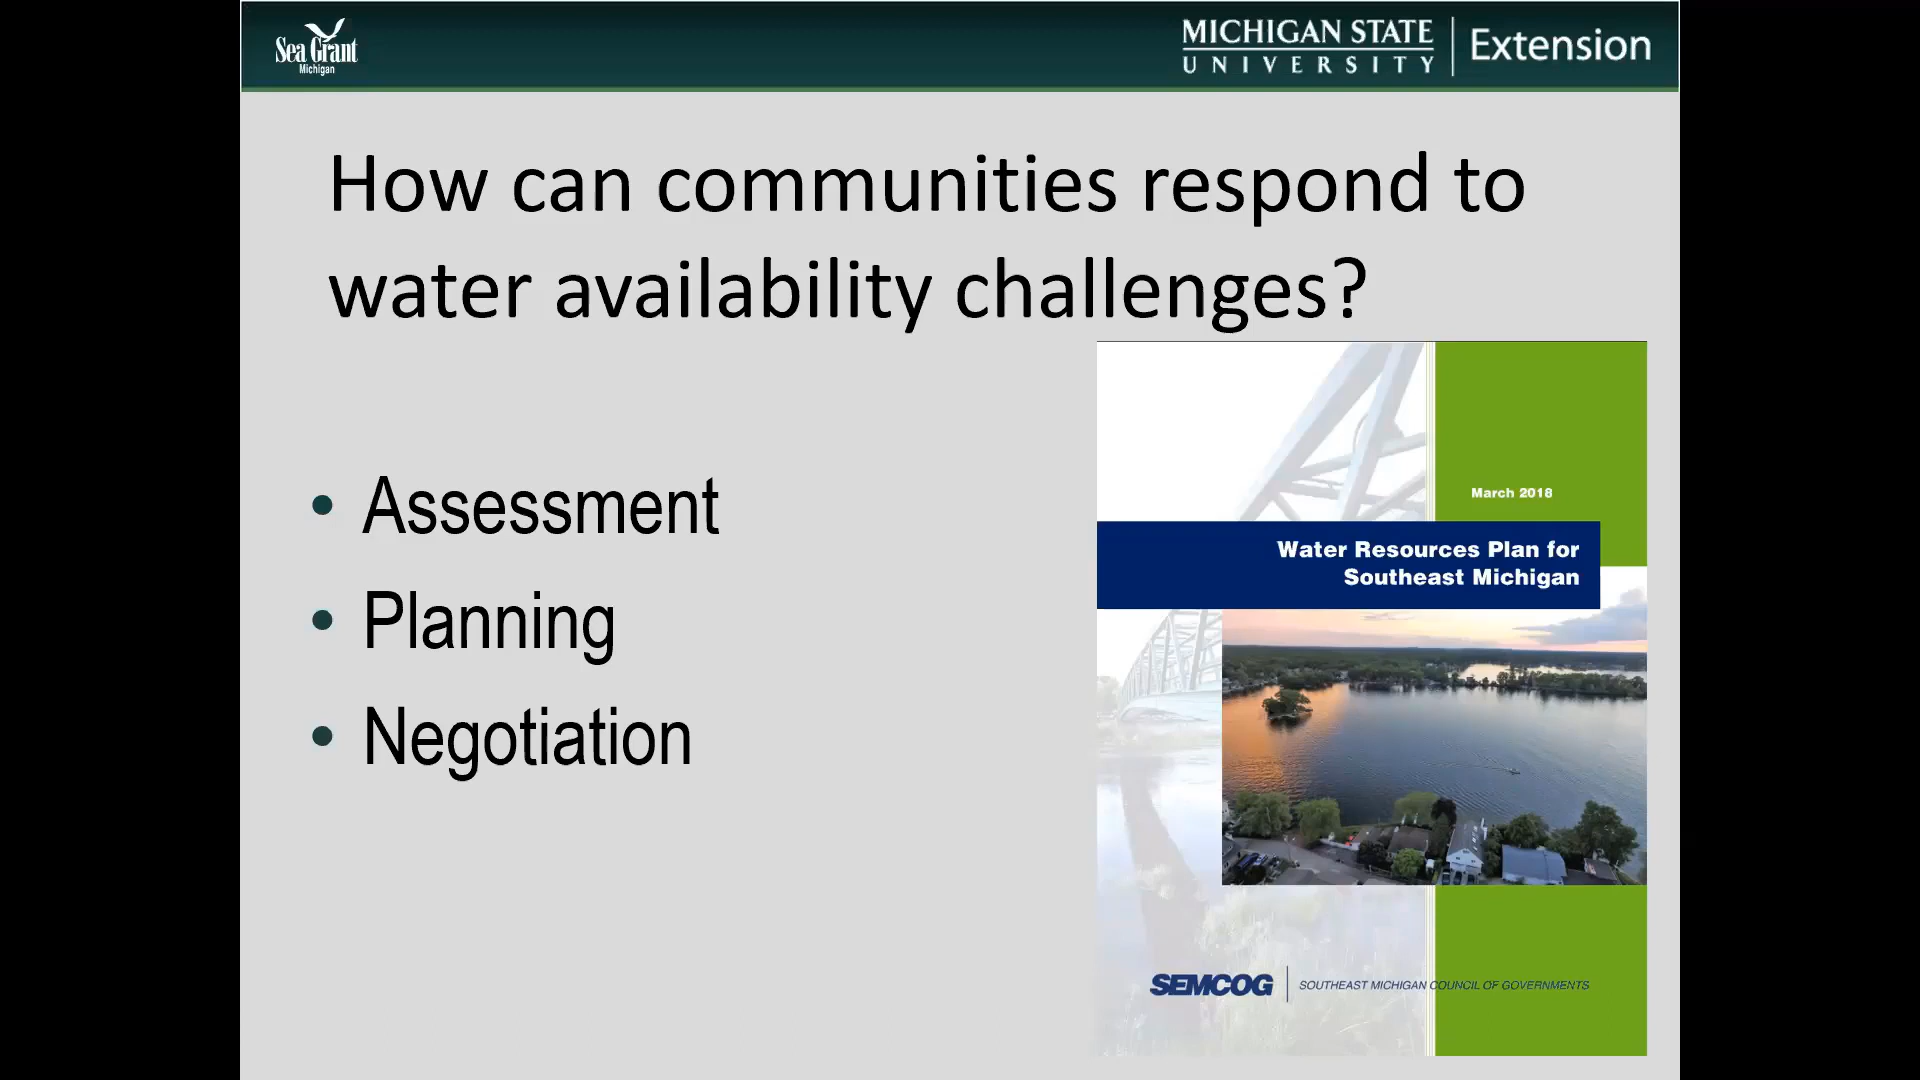 Sea Grant
Michigan
MICHIGAN STATE
UNIVERSITY
Extension
How can communities respond to
water availability challenges?
• Assessment
• Planning
• Negotiation
March 2018
Water Resources Plan for
Southeast Michigan
SEMCOG
SOUTHEAST MICHIGAN COUNCIL OF GOVERNMENTS